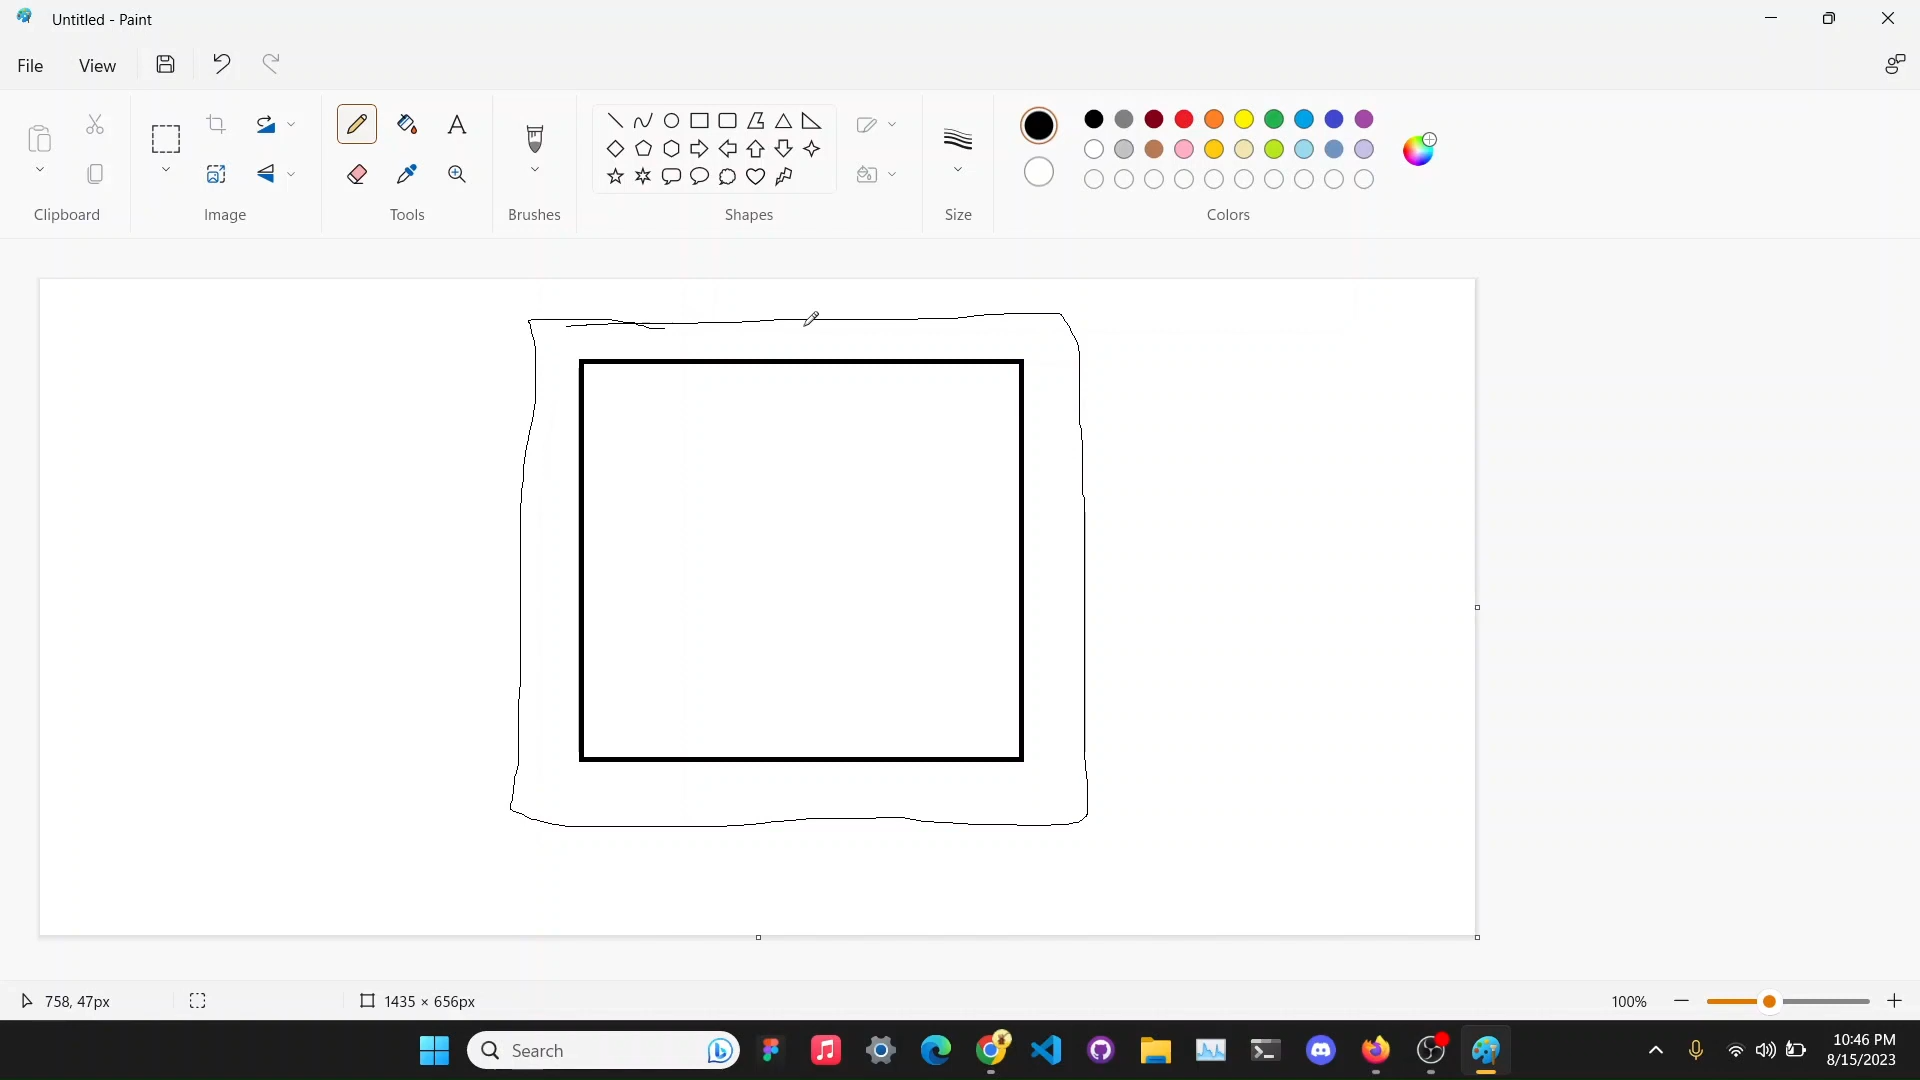 Untitled - Paint
File View
Clipboard Image Tools Brushes Shapes Size Colors
758, 47px 1435 × 656px 100%
Search
10:46 PM
8/15/2023